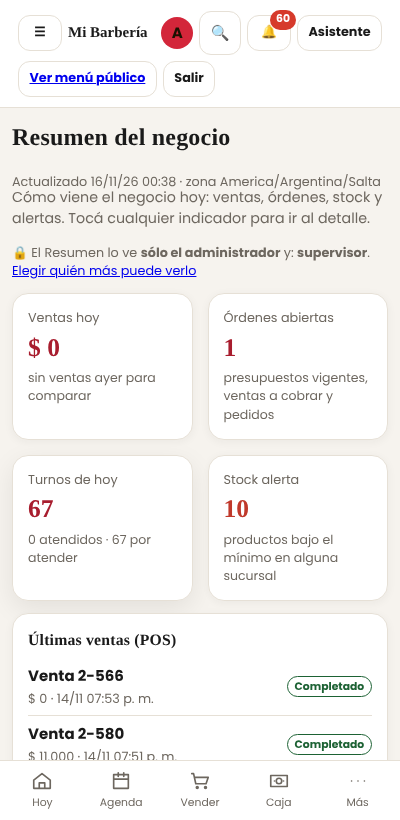 ☰ Mi Barbería A 🔍 🔔 60 Asistente
Ver menú público Salir
Resumen del negocio
Actualizado 16/11/26 00:38 · zona America/Argentina/Salta
Cómo viene el negocio hoy: ventas, órdenes, stock y
alertas. Tocá cualquier indicador para ir al detalle.
🔒 El Resumen lo ve sólo el administrador y: supervisor.
Elegir quién más puede verlo
Ventas hoy
$ 0
sin ventas ayer para
comparar
Órdenes abiertas
1
presupuestos vigentes,
ventas a cobrar y
pedidos
Turnos de hoy
67
0 atendidos · 67 por
atender
Stock alerta
10
productos bajo el
mínimo en alguna
sucursal
Últimas ventas (POS)
Venta 2-566
$ 0 · 14/11 07:53 p. m.
Completado
Venta 2-580
$ 11.000 · 14/11 07:51 p. m.
Completado
Hoy Agenda Vender Caja Más